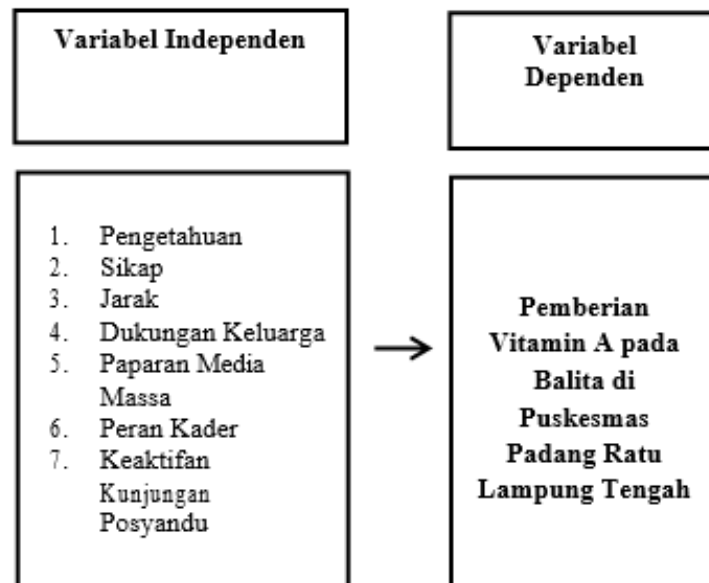 Variabel Independen
Variabel
Dependen
1. Pengetahuan
2. Sikap
3. Jarak
4. Dukungan Keluarga
5. Paparan Media
Massa
6. Peran Kader
7. Keaktifan
Kunjungan
Posyandu
Pemberian
Vitamin A pada
Balita di
Puskesmas
Padang Ratu
Lampung Tengah